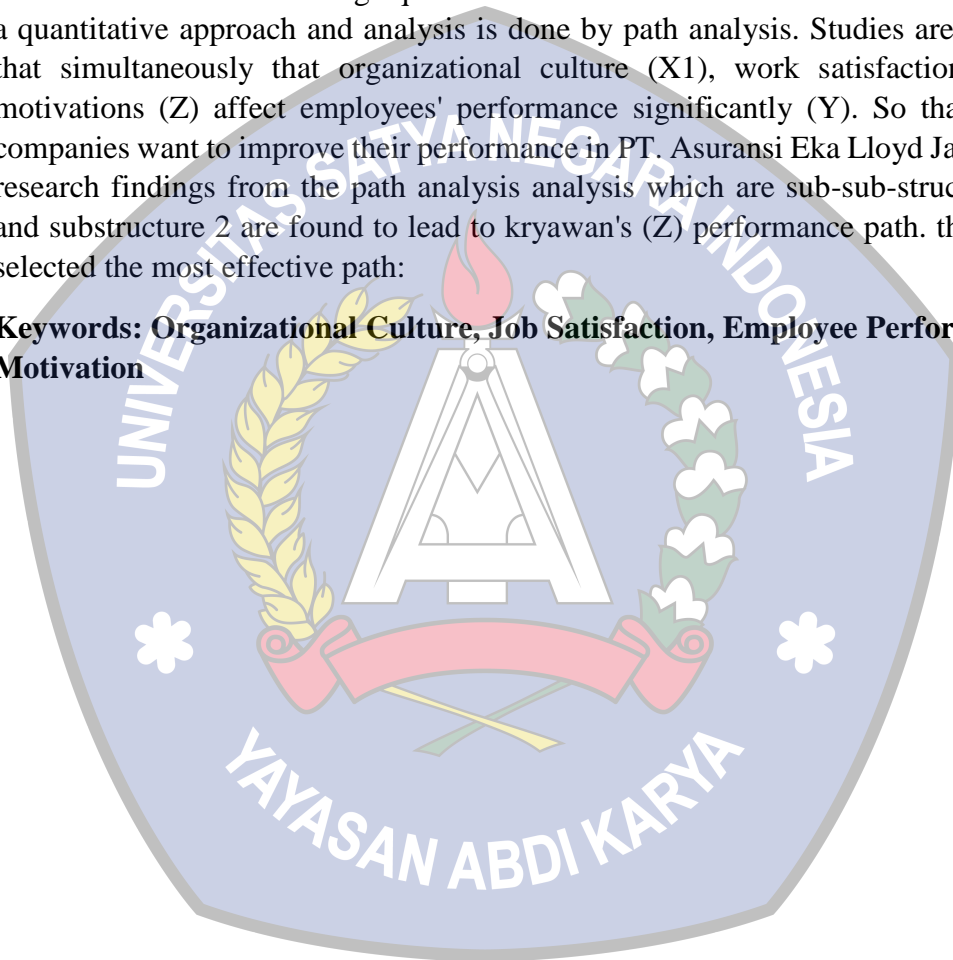 a quantitative approach and analysis is done by path analysis. Studies are
that simultaneously that organizational culture (X1), work satisfaction
motivations (Z) affect employees' performance significantly (Y). So tha
companies want to improve their performance in PT. Asuransi Eka Lloyd Ja
research findings from the path analysis analysis which are sub-sub-struc
and substructure 2 are found to lead to kryawan's (Z) performance path. th
selected the most effective path:
Keywords: Organizational Culture, Job Satisfaction, Employee Perfor
Motivation
UNIVERSITAS SATYA NEGARA INDONESIA
YAYASAN ABDI KARYA